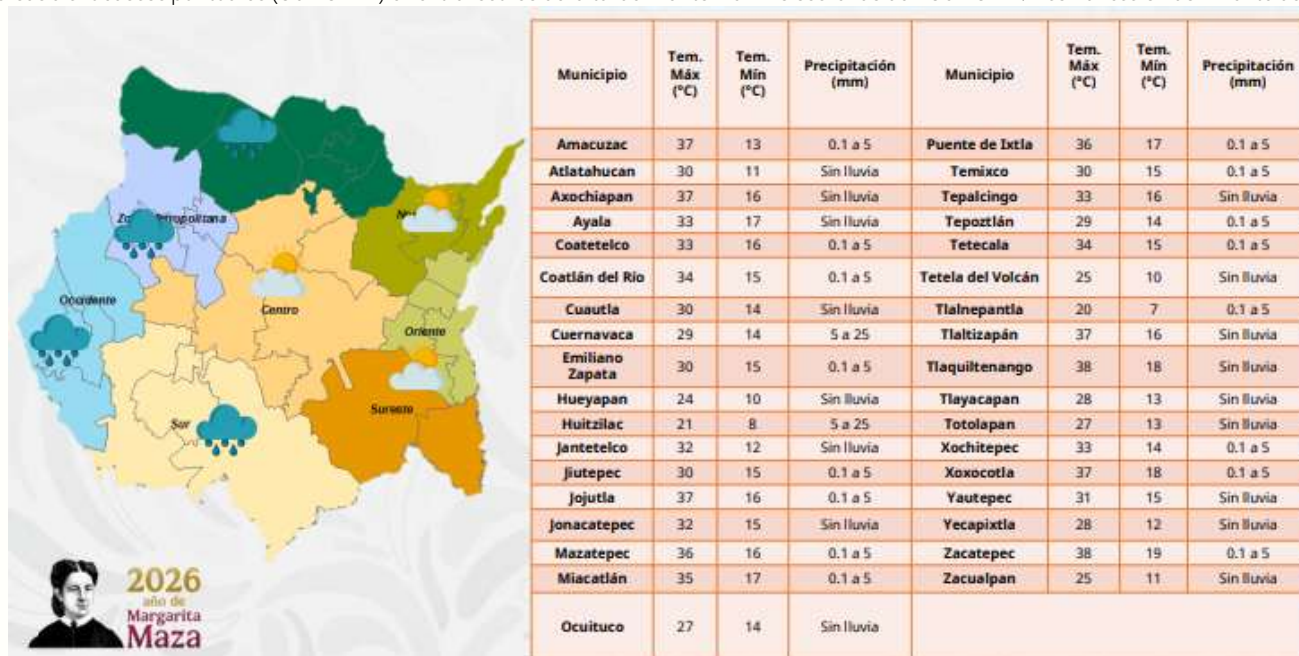 Zo
tropolitana
No
Occidente
Centro
Oriente
Sur
Sureste
2026
año de
Margarita
Maza
Municipio Tem. Máx (°C) Tem. Mín (°C) Precipitación (mm) Municipio Tem. Máx (°C) Tem. Mín (°C) Precipitación (mm)
Amacuzac 37 13 0.1 a 5 Puente de Ixtla 36 17 0.1 a 5
Atlatahucan 30 11 Sin lluvia Temixco 30 15 0.1 a 5
Axochiapan 37 16 Sin lluvia Tepalcingo 33 16 Sin lluvia
Ayala 33 17 Sin lluvia Tepoztlán 29 14 0.1 a 5
Coatetelco 33 16 0.1 a 5 Tetecala 34 15 0.1 a 5
Coatlán del Río 34 15 0.1 a 5 Tetela del Volcán 25 10 Sin lluvia
Cuautla 30 14 Sin lluvia Tlalnepantla 20 7 0.1 a 5
Cuernavaca 29 14 5 a 25 Tlaltizapán 37 16 Sin lluvia
Emiliano Zapata 30 15 0.1 a 5 Tlaquiltenango 38 18 Sin lluvia
Hueyapan 24 10 Sin lluvia Tlayacapan 28 13 Sin lluvia
Huitzilac 21 8 5 a 25 Totolapan 27 13 Sin lluvia
Jantetelco 32 12 Sin lluvia Xochitepec 33 14 0.1 a 5
Jiutepec 30 15 0.1 a 5 Xoxocotla 37 18 0.1 a 5
Jojutla 37 16 0.1 a 5 Yautepec 31 15 Sin lluvia
Jonacatepec 32 15 Sin lluvia Yecapixtla 28 12 Sin lluvia
Mazatepec 36 16 0.1 a 5 Zacatepec 38 19 0.1 a 5
Miacatlán 35 17 0.1 a 5 Zacualpan 25 11 Sin lluvia
Ocuituco 27 14 Sin lluvia